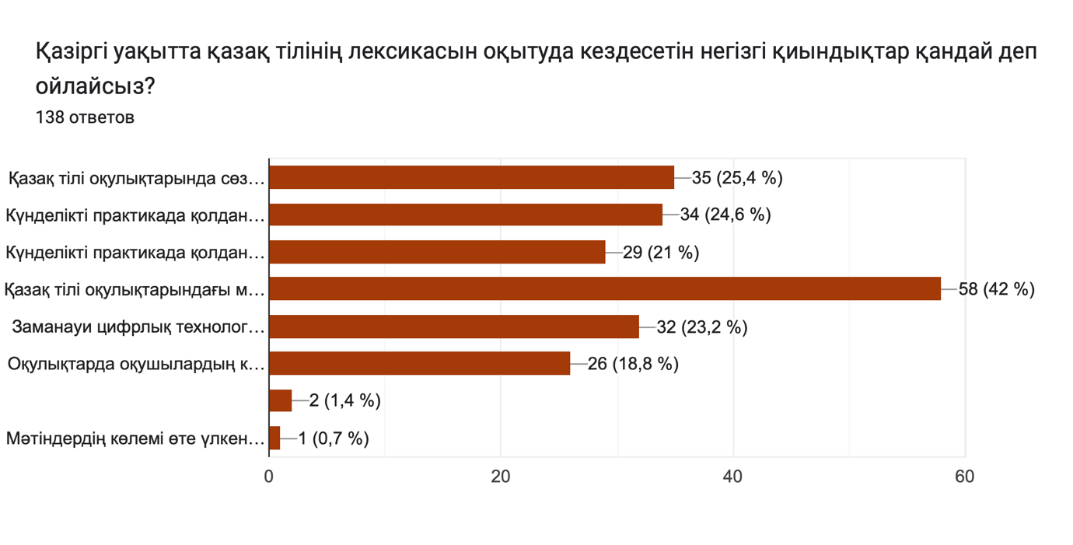 Қазіргі уақытта қазақ тілінің лексикасын оқытуда кездесетін негізгі қиындықтар қандай деп
ойлайсыз?
138 ответов
Қазақ тілі оқулықтарында сөз… 35 (25,4 %)
Күнделікті практикада қолдан… 34 (24,6 %)
Күнделікті практикада қолдан… 29 (21 %)
Қазақ тілі оқулықтарындағы м… 58 (42 %)
Заманауи цифрлық технолог… 32 (23,2 %)
Оқулықтарда оқушылардың к… 26 (18,8 %)
2 (1,4 %)
Мәтіндердің көлемі өте үлкен… 1 (0,7 %)
0 20 40 60